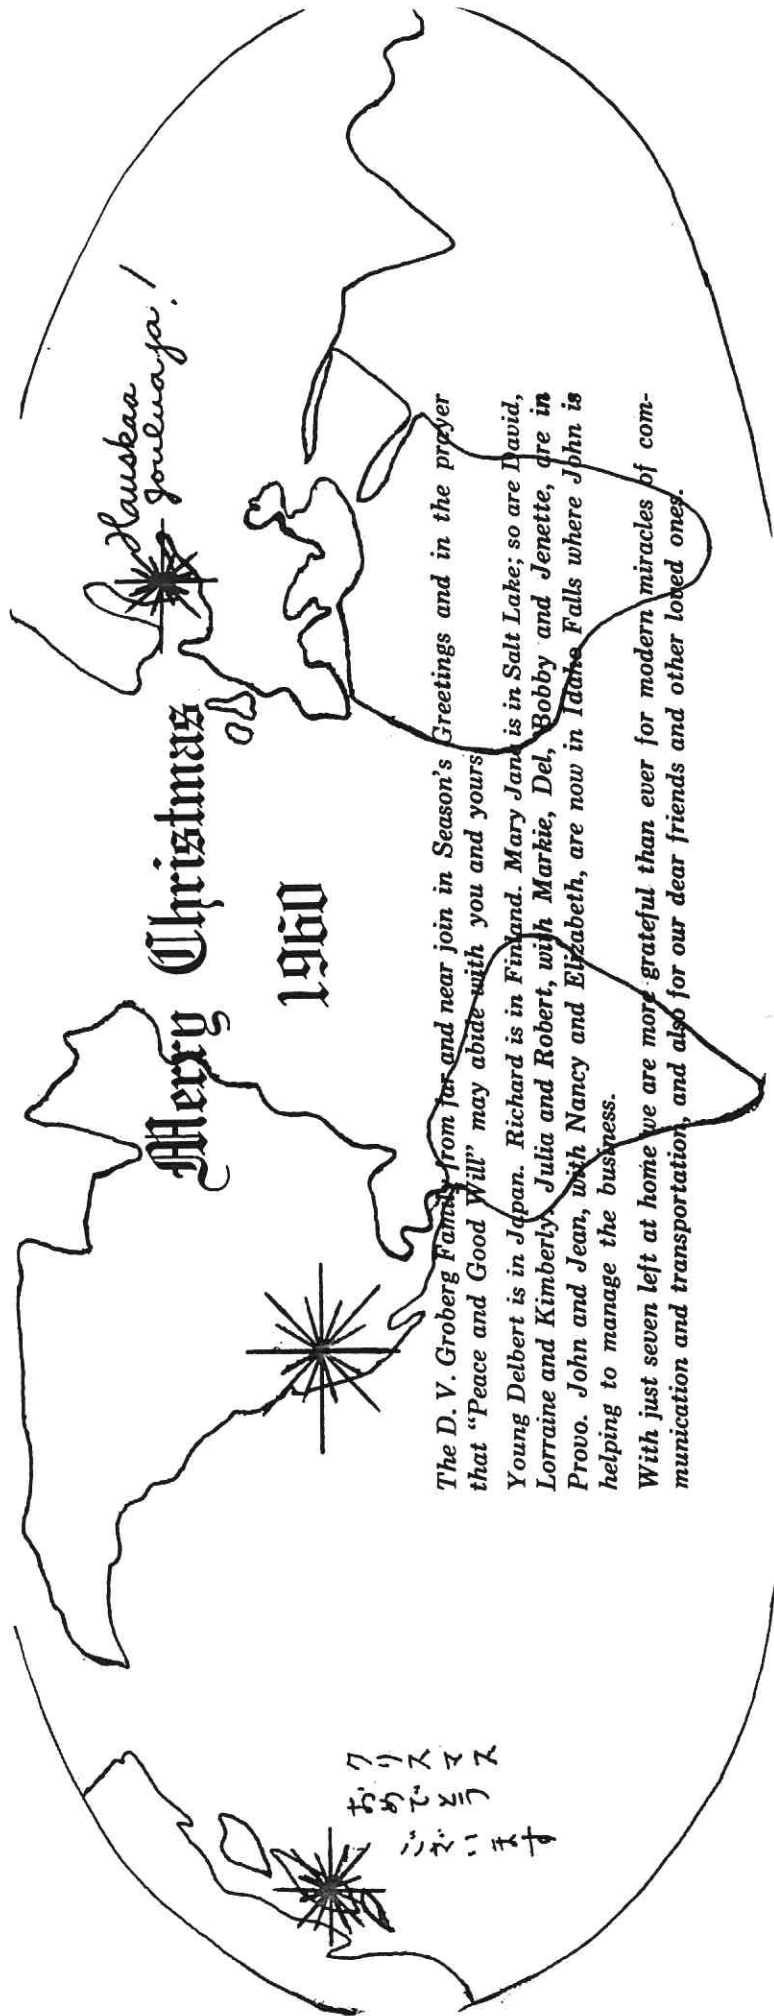 Merry Christmas
1960
Hauskaa
Jouluaja!
クリスマス
おめでとう
ございます
The D. V. Groberg Family from far and near join in Season's Greetings and in the prayer
that "Peace and Good Will" may abide with you and yours
Young Delbert is in Japan. Richard is in Finland. Mary Jane is in Salt Lake; so are David,
Lorraine and Kimberly. Julia and Robert, with Markie, Del, Bobby and Jenette, are in
Provo. John and Jean, with Nancy and Elizabeth, are now in Idaho Falls where John is
helping to manage the business.
With just seven left at home we are more grateful than ever for modern miracles of com-
munication and transportation, and also for our dear friends and other loved ones.